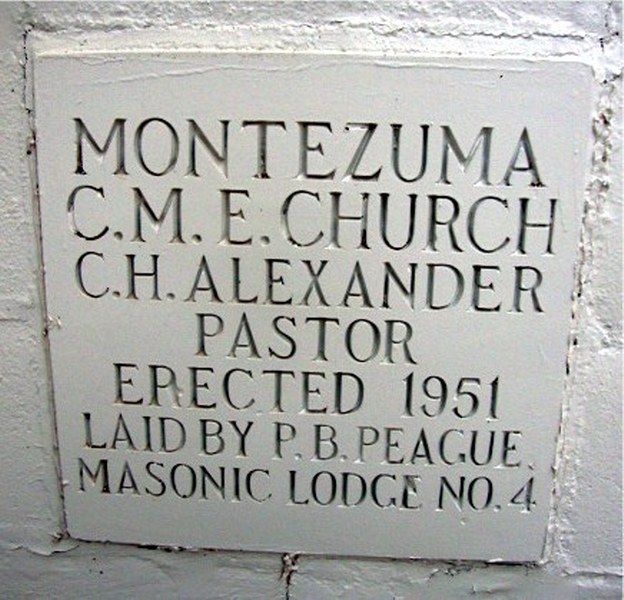 MONTEZUMA
C.M.E. CHURCH
C.H. ALEXANDER
PASTOR
ERECTED 1951
LAID BY P.B. PEAGUE.
MASONIC LODGE NO. 4